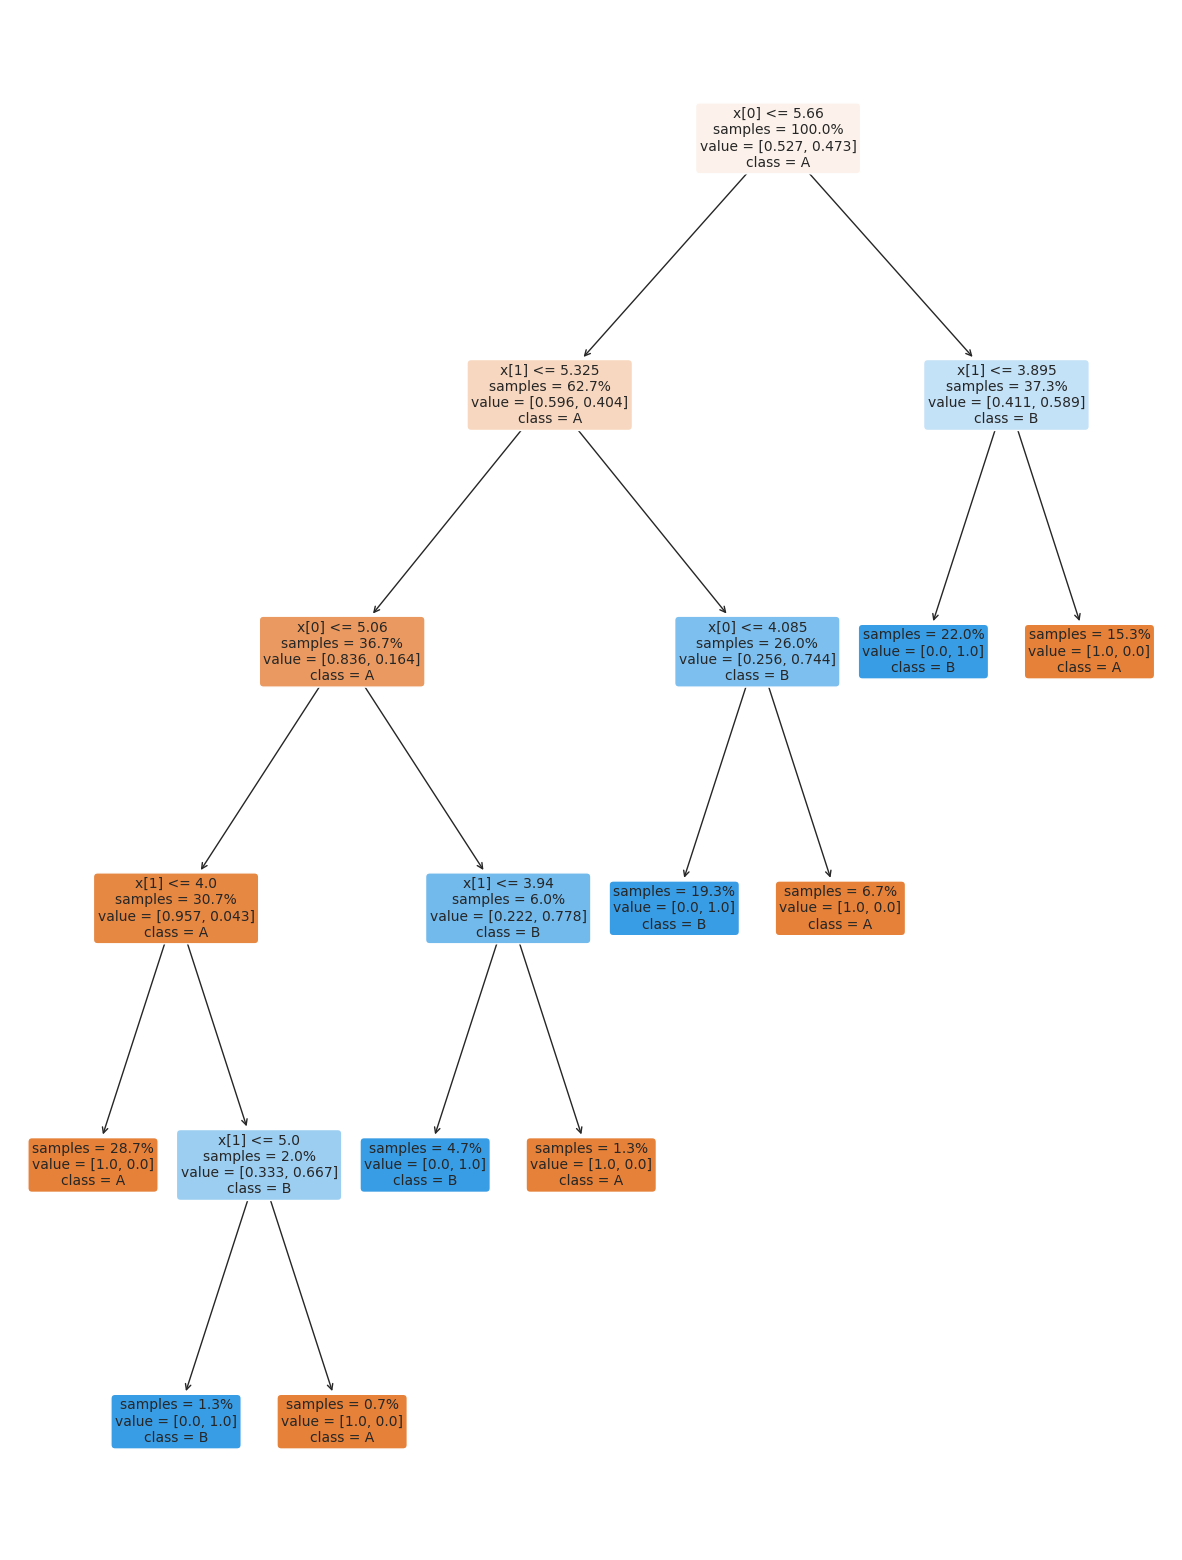 x[0] <= 5.66
samples = 100.0%
value = [0.527, 0.473]
class = A
x[1] <= 5.325
samples = 62.7%
value = [0.596, 0.404]
class = A
x[1] <= 3.895
samples = 37.3%
value = [0.411, 0.589]
class = B
x[0] <= 5.06
samples = 36.7%
value = [0.836, 0.164]
class = A
x[0] <= 4.085
samples = 26.0%
value = [0.256, 0.744]
class = B
samples = 22.0%
value = [0.0, 1.0]
class = B
samples = 15.3%
value = [1.0, 0.0]
class = A
x[1] <= 4.0
samples = 30.7%
value = [0.957, 0.043]
class = A
x[1] <= 3.94
samples = 6.0%
value = [0.222, 0.778]
class = B
samples = 19.3%
value = [0.0, 1.0]
class = B
samples = 6.7%
value = [1.0, 0.0]
class = A
samples = 28.7%
value = [1.0, 0.0]
class = A
x[1] <= 5.0
samples = 2.0%
value = [0.333, 0.667]
class = B
samples = 4.7%
value = [0.0, 1.0]
class = B
samples = 1.3%
value = [1.0, 0.0]
class = A
samples = 1.3%
value = [0.0, 1.0]
class = B
samples = 0.7%
value = [1.0, 0.0]
class = A